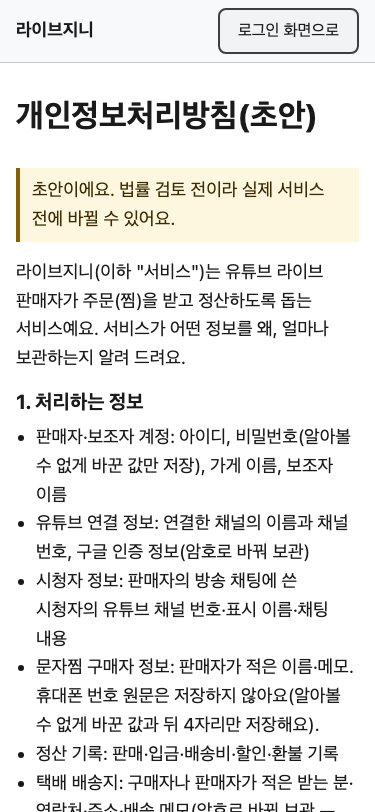 라이브지니
로그인 화면으로
개인정보처리방침(초안)
초안이에요. 법률 검토 전이라 실제 서비스
전에 바뀔 수 있어요.
라이브지니(이하 "서비스")는 유튜브 라이브
판매자가 주문(찜)을 받고 정산하도록 돕는
서비스예요. 서비스가 어떤 정보를 왜, 얼마나
보관하는지 알려 드려요.
1. 처리하는 정보
• 판매자·보조자 계정: 아이디, 비밀번호(알아볼
수 없게 바꾼 값만 저장), 가게 이름, 보조자
이름
• 유튜브 연결 정보: 연결한 채널의 이름과 채널
번호, 구글 인증 정보(암호로 바꿔 보관)
• 시청자 정보: 판매자의 방송 채팅에 쓴
시청자의 유튜브 채널 번호·표시 이름·채팅
내용
• 문자찜 구매자 정보: 판매자가 적은 이름·메모.
휴대폰 번호 원문은 저장하지 않아요(알아볼
수 없게 바꾼 값과 뒤 4자리만 저장해요).
• 정산 기록: 판매·입금·배송비·할인·환불 기록
• 택배 배송지: 구매자나 판매자가 적은 받는 분·
연락처·주소·배송 메모(암호로 바꿔 보관 —